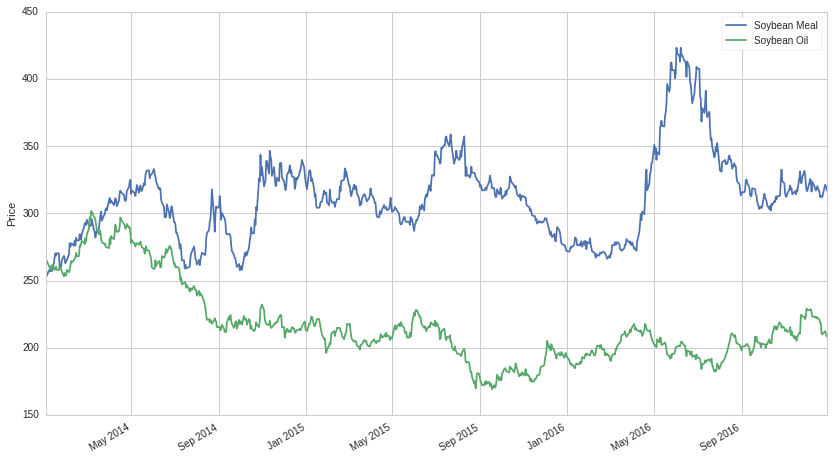 450
400
350
300
250
200
150
Price
May 2014
Sep 2014
Jan 2015
May 2015
Sep 2015
Jan 2016
May 2016
Sep 2016
Soybean Meal
Soybean Oil